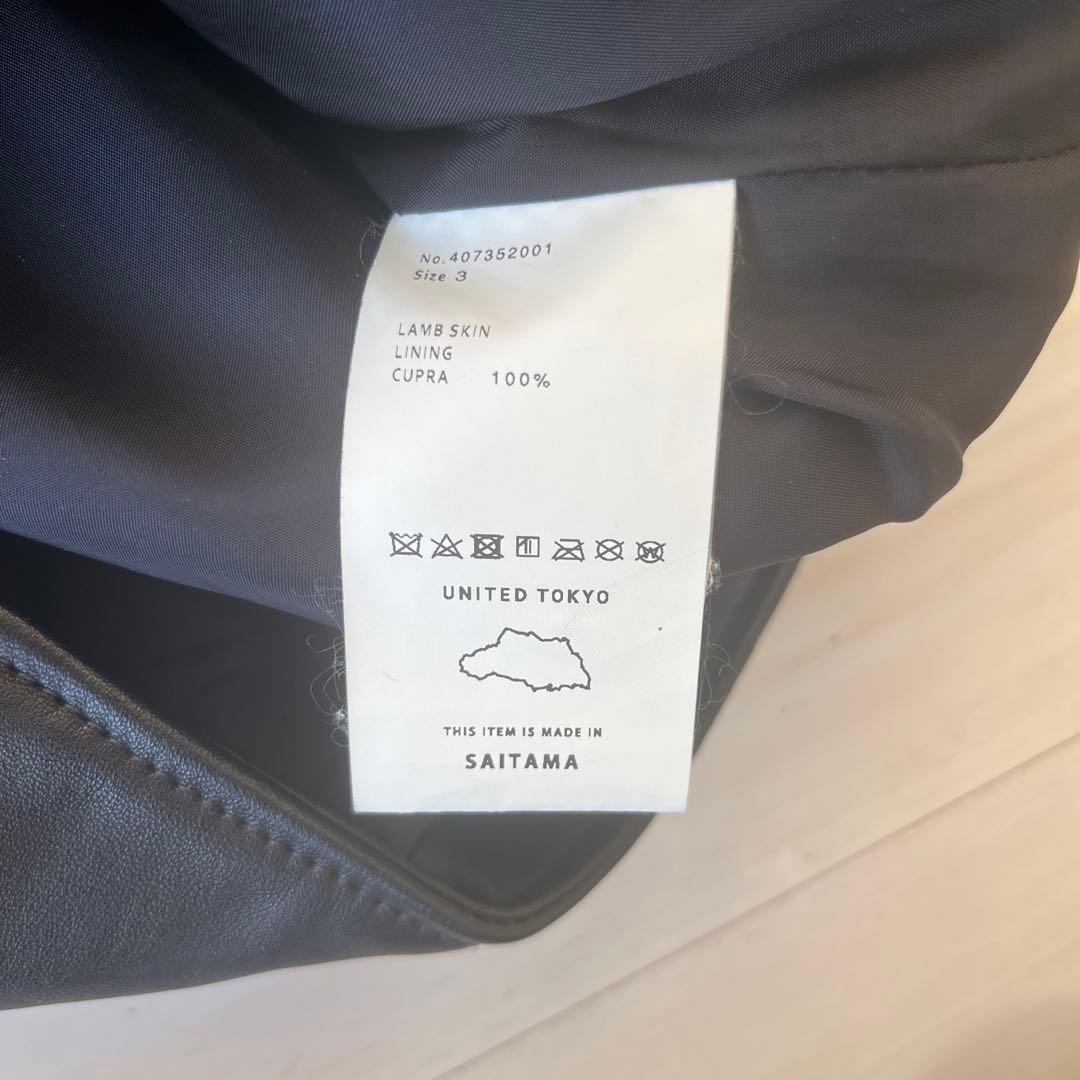 No.407352001
Size 3
LAMB SKIN
LINING
CUPRA 100%
UNITED TOKYO
THIS ITEM IS MADE IN
SAITAMA